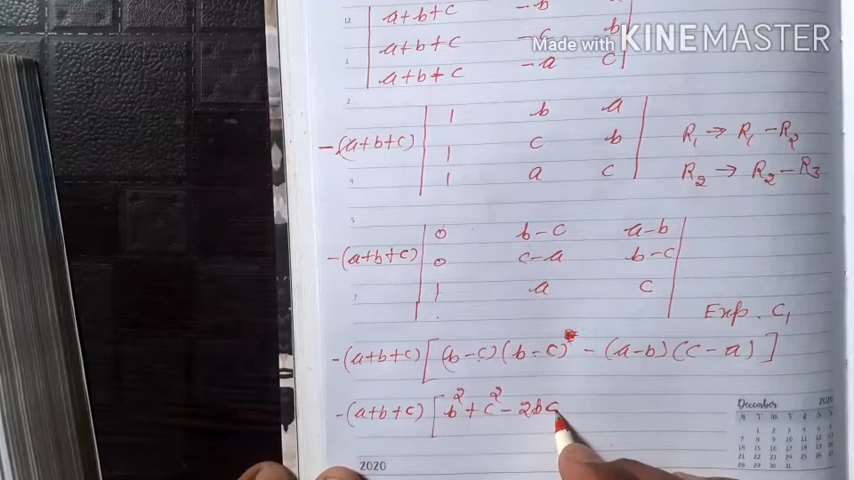 a+b+c -b
a+b+c -c b
Made with KINEMASTER
a+b+c -a c
1 b a
-(a+b+c) 1 c b R₁ → R₁-R₂
1 a c R₂ → R₂-R₃
0 b-c a-b
-(a+b+c) 0 c-a b-c
1 a c
Exp. C₁
-(a+b+c) [(b-c)(b-c) - (a-b)(c-a)]
-(a+b+c) [b²+c²-2bc
December 2020
2020